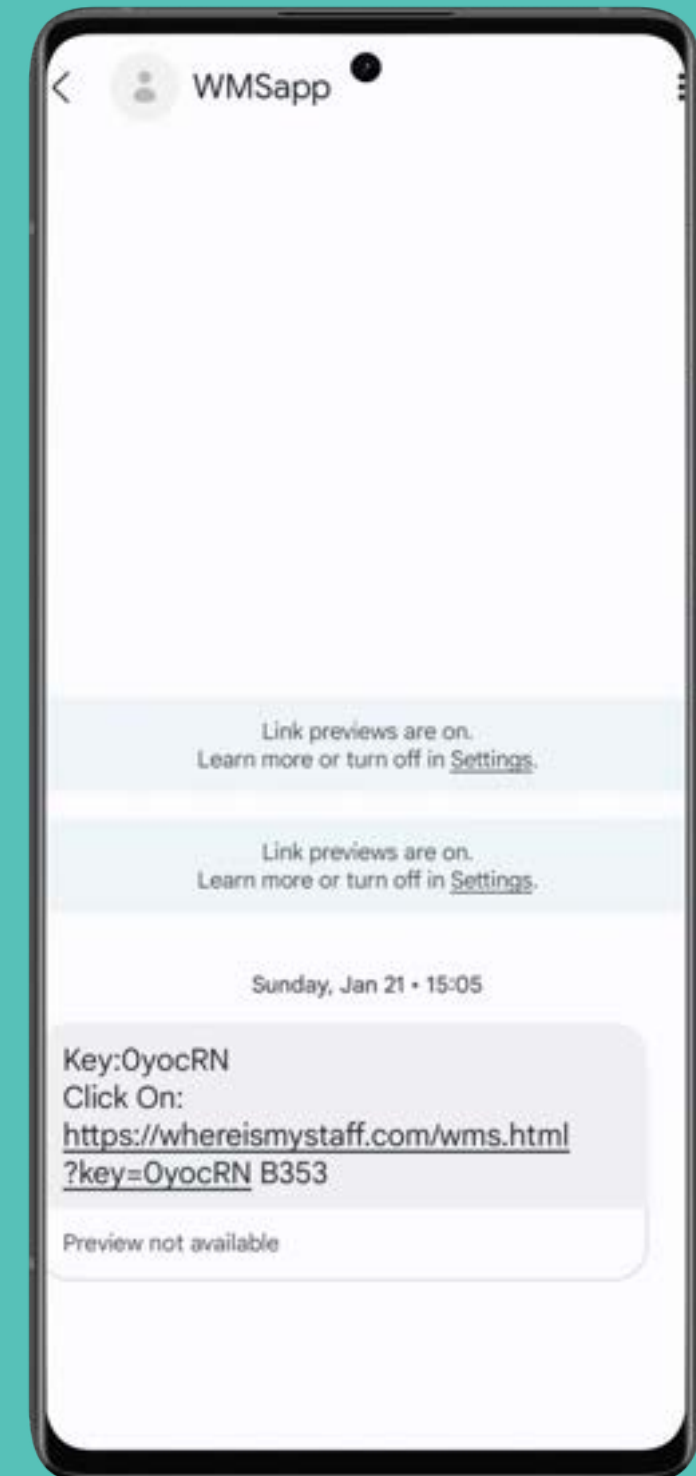 WMSapp
Link previews are on.
Learn more or turn off in Settings.
Link previews are on.
Learn more or turn off in Settings.
Sunday, Jan 21 • 15:05
Key:0yocRN
Click On:
https://whereismystaff.com/wms.html
?key=0yocRN B353
Preview not available